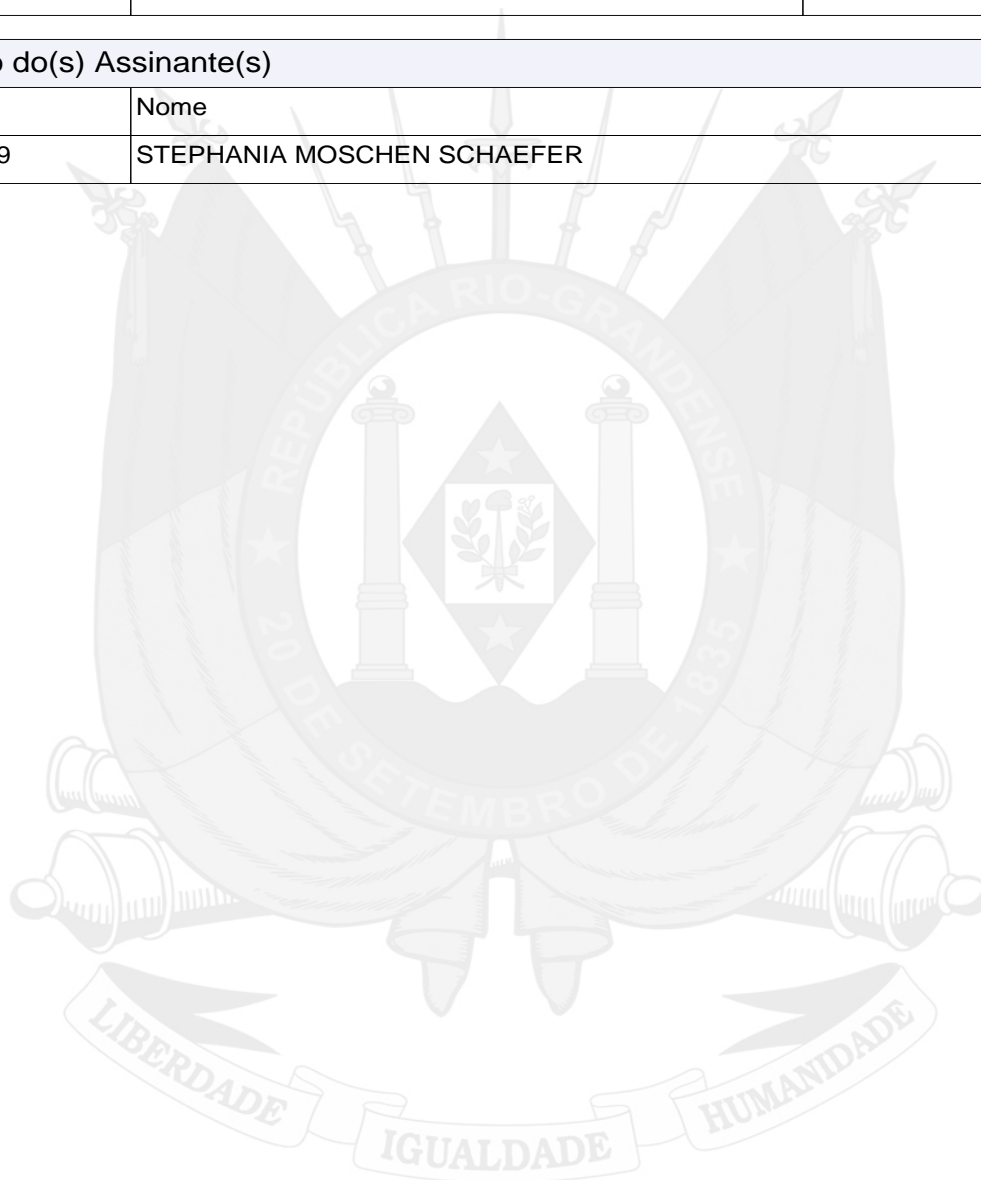 o do(s) Assinante(s)
Nome
9
STEPHANIA MOSCHEN SCHAEFER
REPÚBLICA RIO-GRANDENSE
20 DE SETEMBRO DE 1835
LIBERDADE
IGUALDADE
HUMANIDADE